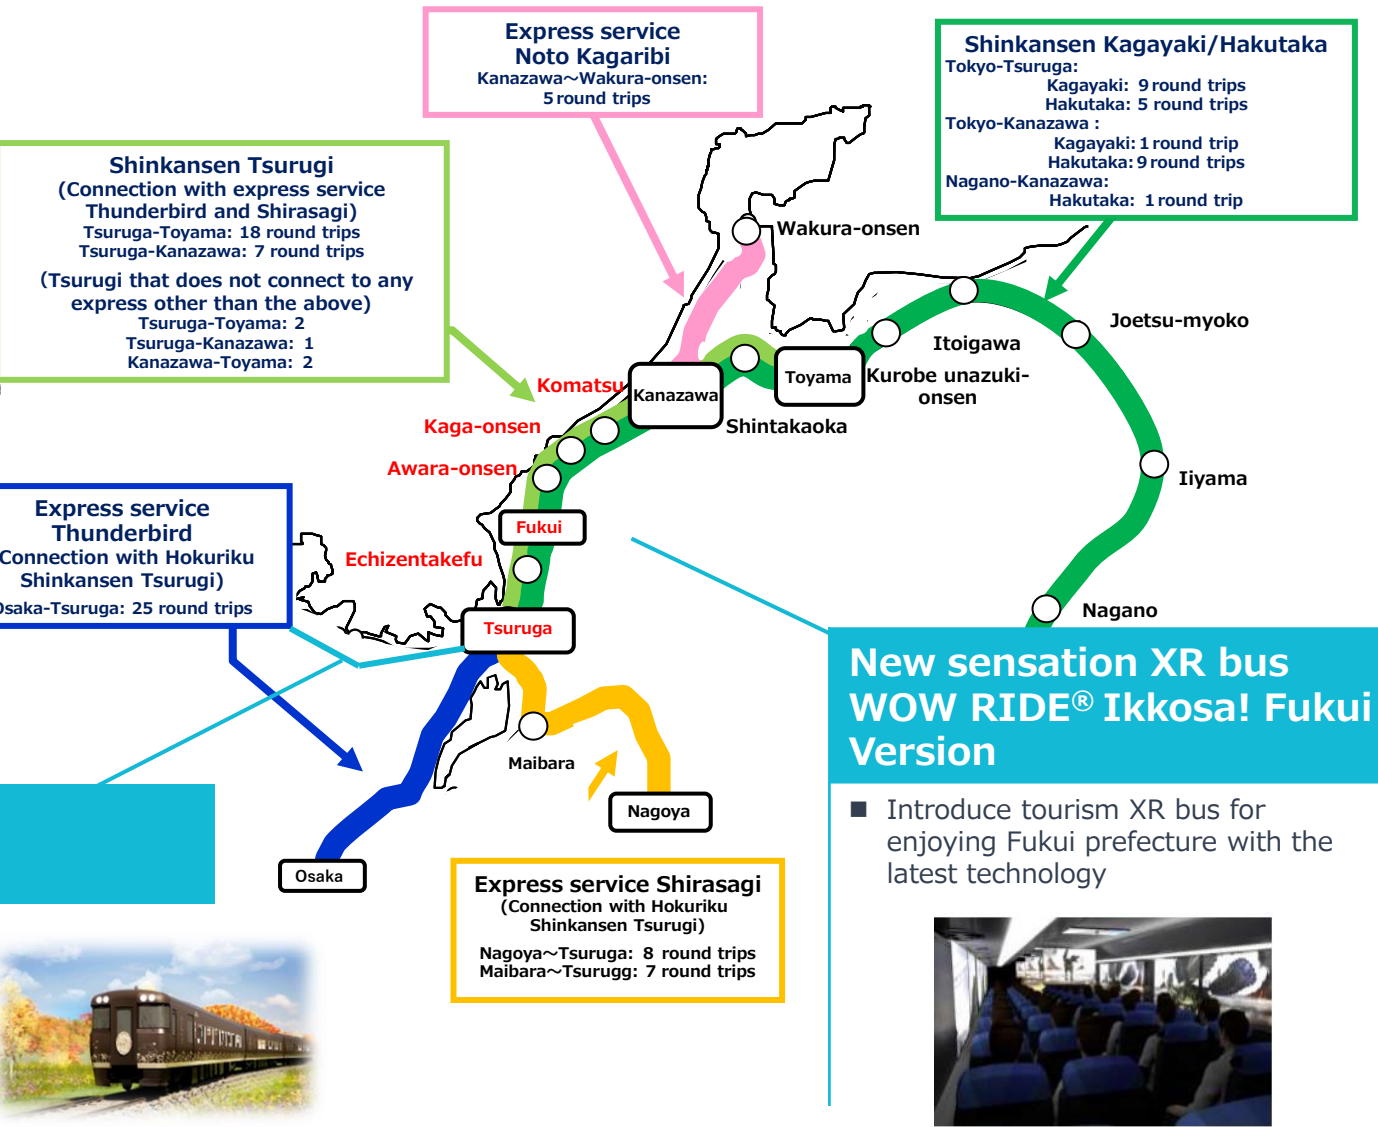 Express service
Noto Kagaribi
Kanazawa～Wakura-onsen:
5 round trips
Shinkansen Kagayaki/Hakutaka
Tokyo-Tsuruga:
Kagayaki: 9 round trips
Hakutaka: 5 round trips
Tokyo-Kanazawa :
Kagayaki: 1 round trip
Hakutaka: 9 round trips
Nagano-Kanazawa:
Hakutaka: 1 round trip
Shinkansen Tsurugi
(Connection with express service
Thunderbird and Shirasagi)
Tsuruga-Toyama: 18 round trips
Tsuruga-Kanazawa: 7 round trips
(Tsurugi that does not connect to any
express other than the above)
Tsuruga-Toyama: 2
Tsuruga-Kanazawa: 1
Kanazawa-Toyama: 2
Wakura-onsen
Joetsu-myoko
Itoigawa
Kurobe unazuki-
onsen
Toyama
Komatsu
Kanazawa
Shintakaoka
Kaga-onsen
Awara-onsen
Iiyama
Fukui
Echizentakefu
Express service
Thunderbird
Connection with Hokuriku
Shinkansen Tsurugi)
Osaka-Tsuruga: 25 round trips
Tsuruga
Nagano
Maibara
Nagoya
Osaka
New sensation XR bus
WOW RIDE® Ikkosa! Fukui
Version
■ Introduce tourism XR bus for
enjoying Fukui prefecture with the
latest technology
Express service Shirasagi
(Connection with Hokuriku
Shinkansen Tsurugi)
Nagoya～Tsuruga: 8 round trips
Maibara～Tsurugg: 7 round trips